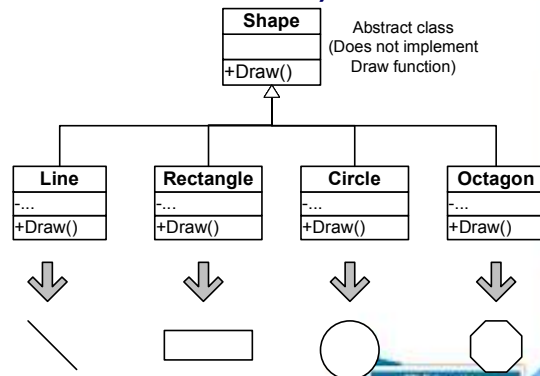 Shape
+Draw()
Abstract class
(Does not implement
Draw function)
Line
-...
+Draw()
Rectangle
-...
+Draw()
Circle
-...
+Draw()
Octagon
-...
+Draw()